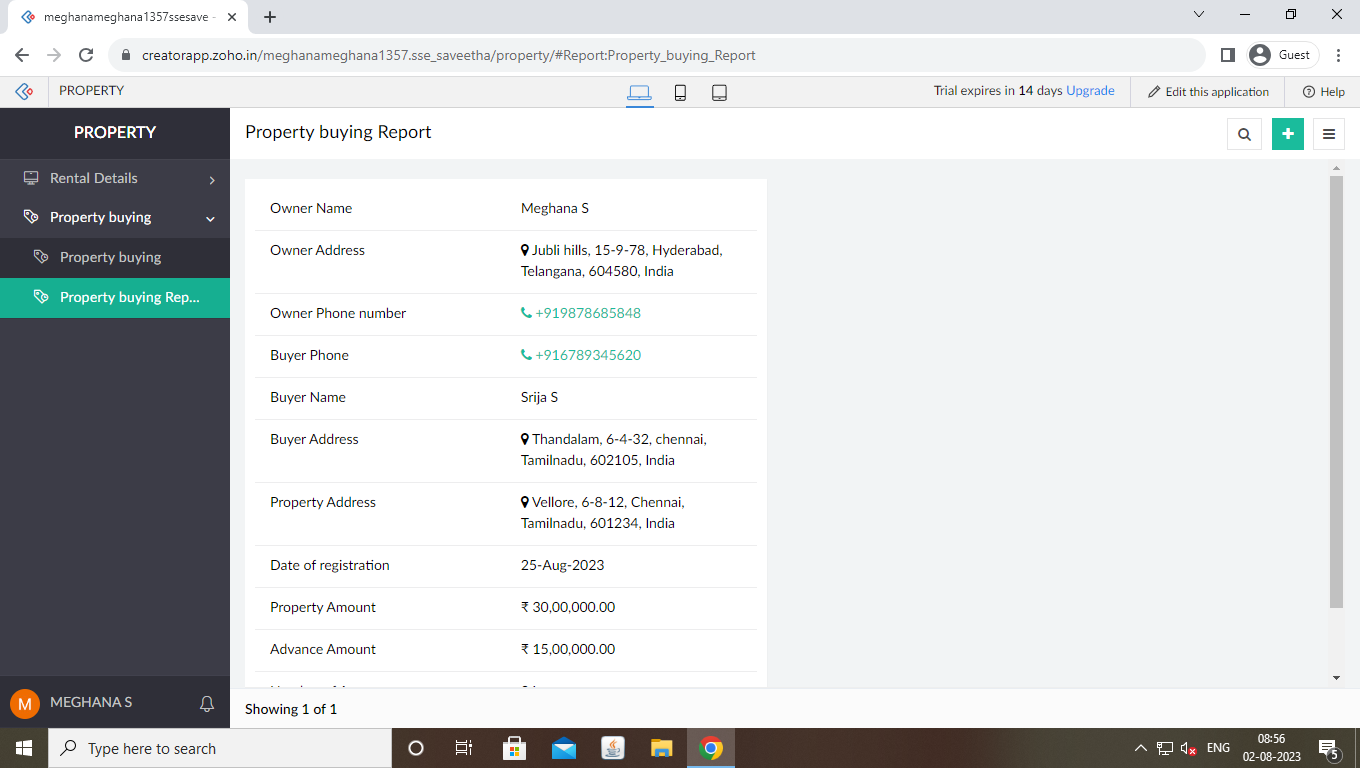 meghanameghana1357ssesave -
creatorapp.zoho.in/meghanameghana1357.sse_saveetha/property/#Report:Property_buying_Report
Guest
PROPERTY
Trial expires in 14 days Upgrade
Edit this application
Help
PROPERTY
Rental Details
Property buying
Property buying
Property buying Rep...
MEGHANA S
M
Property buying Report
Owner Name
Meghana S
Owner Address
Jubli hills, 15-9-78, Hyderabad,
Telangana, 604580, India
Owner Phone number
+919878685848
Buyer Phone
+916789345620
Buyer Name
Srija S
Buyer Address
Thandalam, 6-4-32, chennai,
Tamilnadu, 602105, India
Property Address
Vellore, 6-8-12, Chennai,
Tamilnadu, 601234, India
Date of registration
25-Aug-2023
Property Amount
₹ 30,00,000.00
Advance Amount
₹ 15,00,000.00
Showing 1 of 1
Type here to search
ENG
08:56
02-08-2023
5